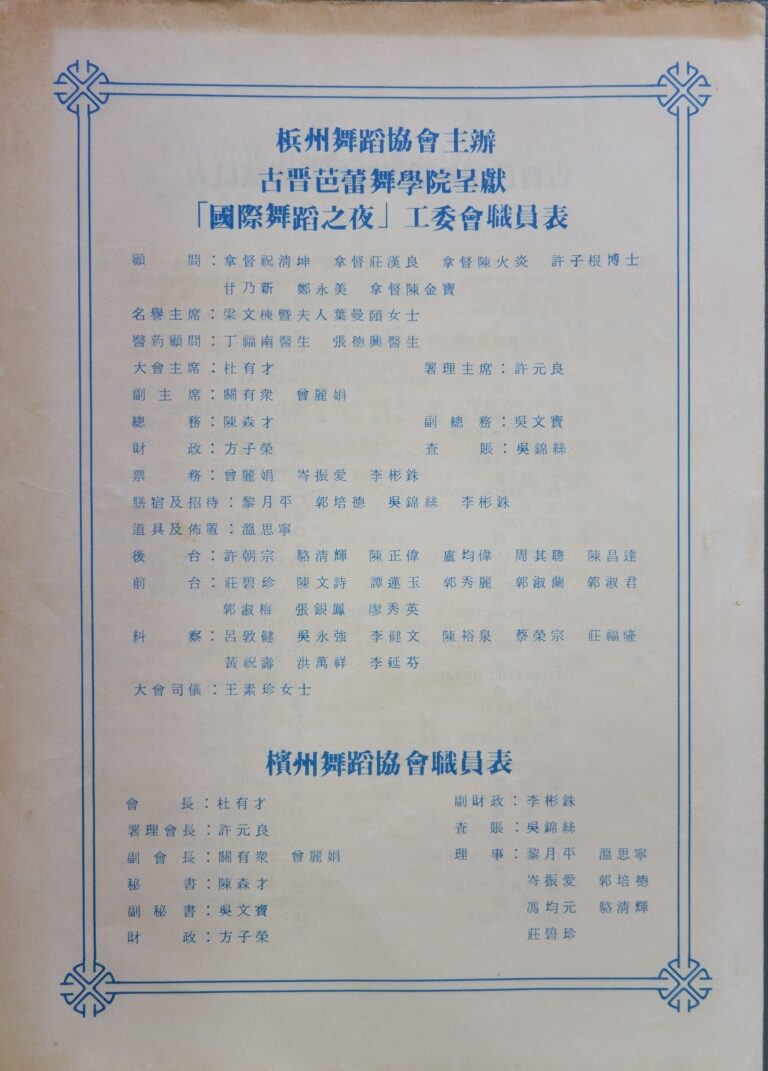 梹州舞蹈協會主辦
古晋芭蕾舞學院呈獻
「國際舞蹈之夜」工委會職員表
顧問：拿督祝清坤 拿督莊漢良 拿督陳火炎 許子根博士
甘乃新 鄭永美 拿督陳金寶
名譽主席：梁文棟暨夫人葉曼頤女士
醫葯顧問：丁福南醫生 張德興醫生
大會主席：杜有才 署理主席：許元良
副主席：關有衆 曾麗娟
總務：陳森才 副總務：吳文寶
財政：方子榮 查賬：吳錦絲
票務：曾麗娟 岑振愛 李彬銖
膳宿及招待：黎月平 郭培德 吳錦絲 李彬銖
道具及佈置：溫思寧
後台：許朝宗 駱清輝 陳正偉 盧均偉 周其聰 陳昌達
前台：莊碧珍 陳文詩 譚蓮玉 郭秀麗 郭淑蘭 郭淑君
郭淑梅 張銀鳳 廖秀英
糾察：呂敦健 吳永強 李健文 陳裕泉 蔡榮宗 莊福
黃祝壽 洪萬祥 李延芬
大會司儀：王素珍女士
檳州舞蹈協會職員表
會長：杜有才 副財政：李彬銖
署理會長：許元良 查賬：吳錦絲
副會長：關有衆 曾麗娟 理事：黎月平 溫思寧
秘書：陳森才 岑振愛 郭培德
副秘書：吳文寶 馮均元 駱清輝
財政：方子榮 莊碧珍